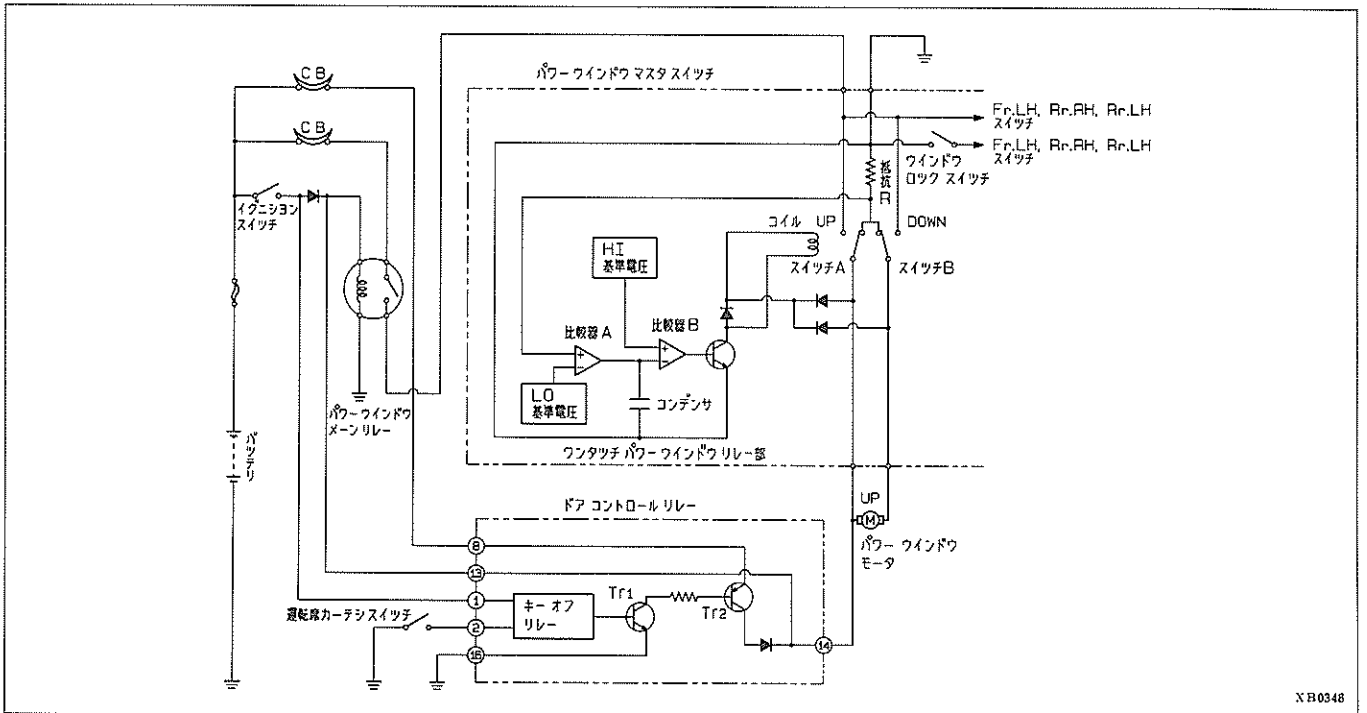 CB
パワーウインドウマスタスイッチ
CB
Fr.LH, Rr.RH, Rr.LH
スイッチ
Fr.LH, Rr.RH, Rr.LH
スイッチ
ウインドウ
ロック スイッチ
抵抗
R
イグニション
スイッチ
コイル
UP
DOWN
HI
基準電圧
スイッチA
スイッチB
比較器A
比較器B
LO
基準電圧
コンデンサ
パワーウインドウ
メーンリレー
ワンタッチ パワーウインドウ リレー部
バッテリ
ドア コントロール リレー
UP
M
パワー ウインドウ
モータ
8
13
1
キー オフ
リレー
Tr1
Tr2
運転席カーテシスイッチ
2
16
14
XB0348